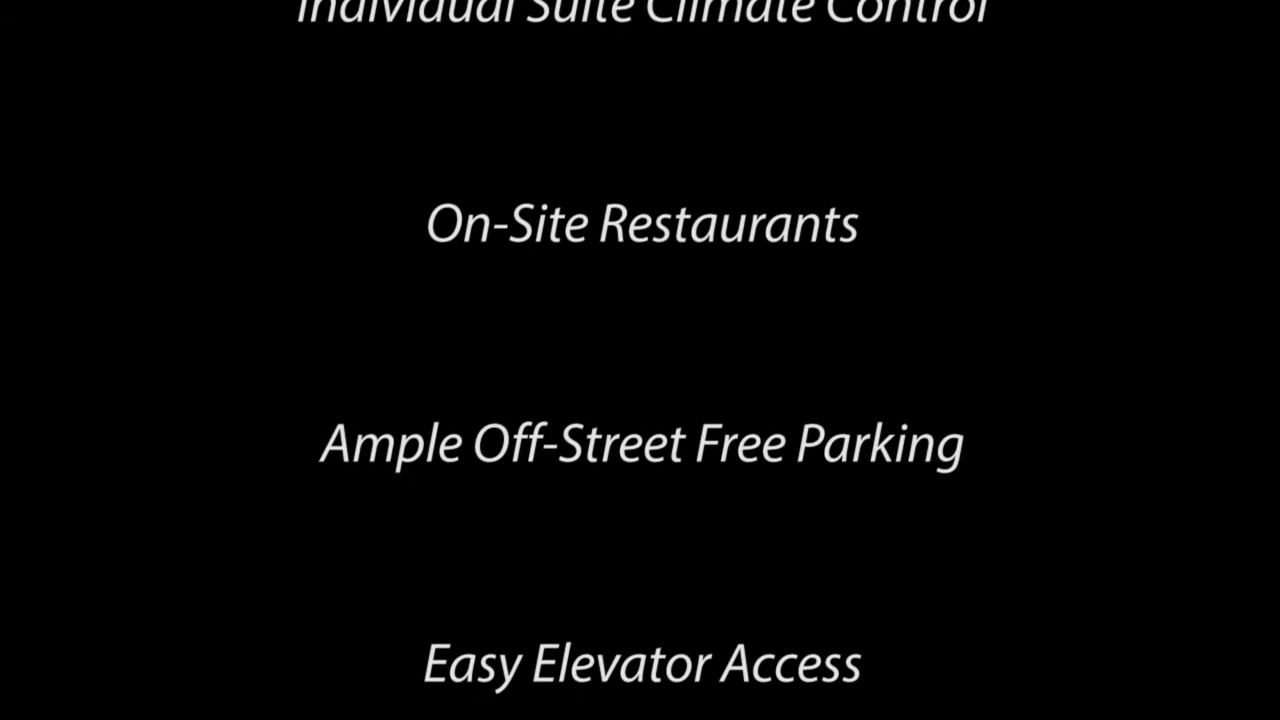 Individual Suite Climate Control
On-Site Restaurants
Ample Off-Street Free Parking
Easy Elevator Access